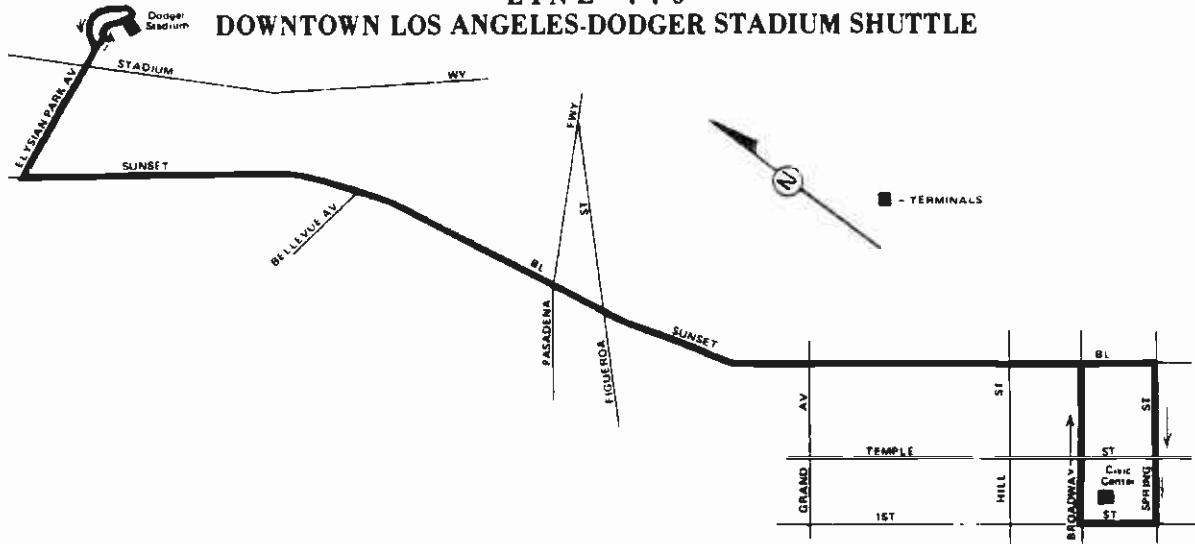 LINE
DOWNTOWN LOS ANGELES-DODGER STADIUM SHUTTLE
Dodger
Stadium
STADIUM
WY
ELYSIAN PARK AV
SUNSET
BELLEVUE AV
FWY
ST
N
- TERMINALS
BL
PASADENA
FIGUEROA
SUNSET
BL
AV
ST
ST
TEMPLE
ST
Civic
Center
GRAND
HILL
BROADWAY
SPRING
1ST
ST